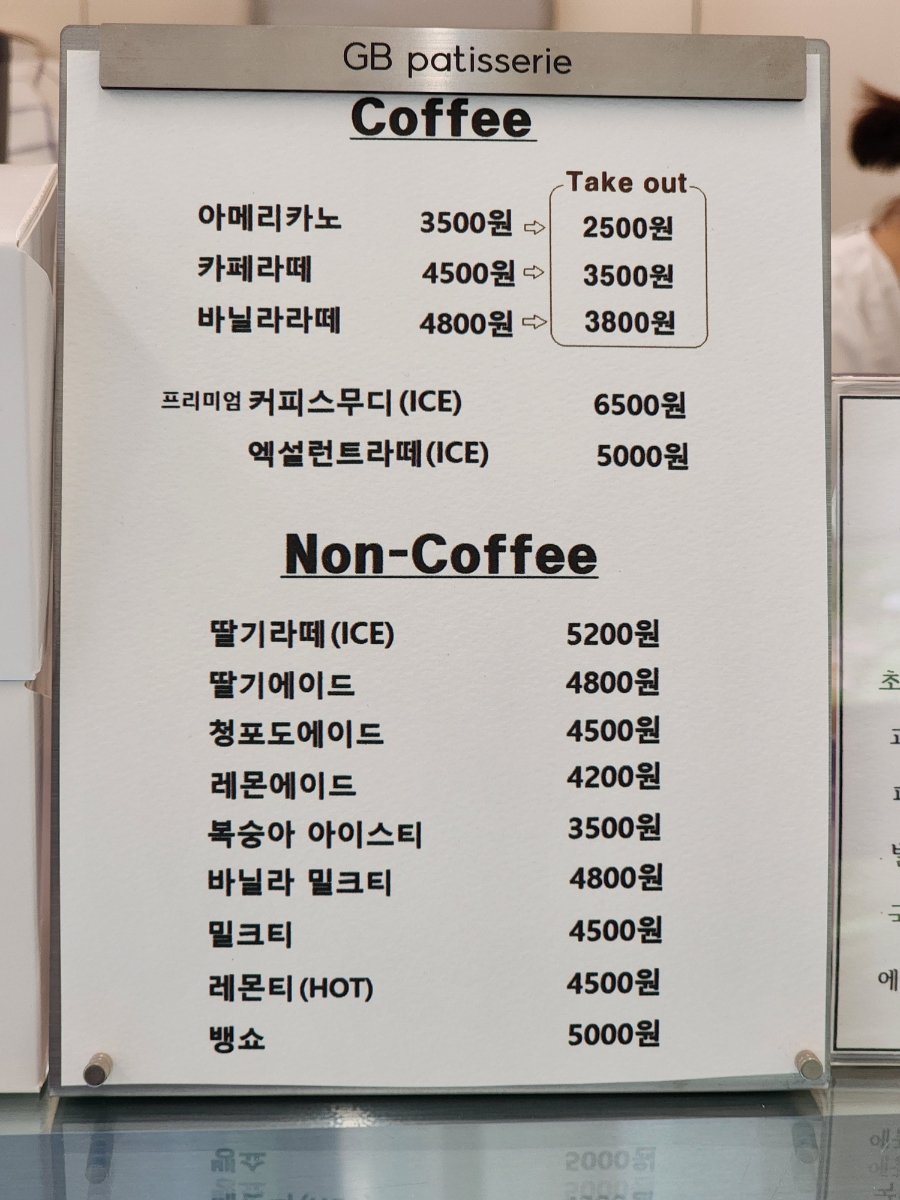 GB patisserie
Coffee
Take out
아메리카노 3500원 ⇨ 2500원
카페라떼 4500원 ⇨ 3500원
바닐라라떼 4800원 ⇨ 3800원
프리미엄 커피스무디 (ICE) 6500원
엑설런트라떼(ICE) 5000원
Non-Coffee
딸기라떼 (ICE) 5200원
딸기에이드 4800원
청포도에이드 4500원
레몬에이드 4200원
복숭아 아이스티 3500원
바닐라 밀크티 4800원
밀크티 4500원
레몬티 (HOT) 4500원
뱅쇼 5000원